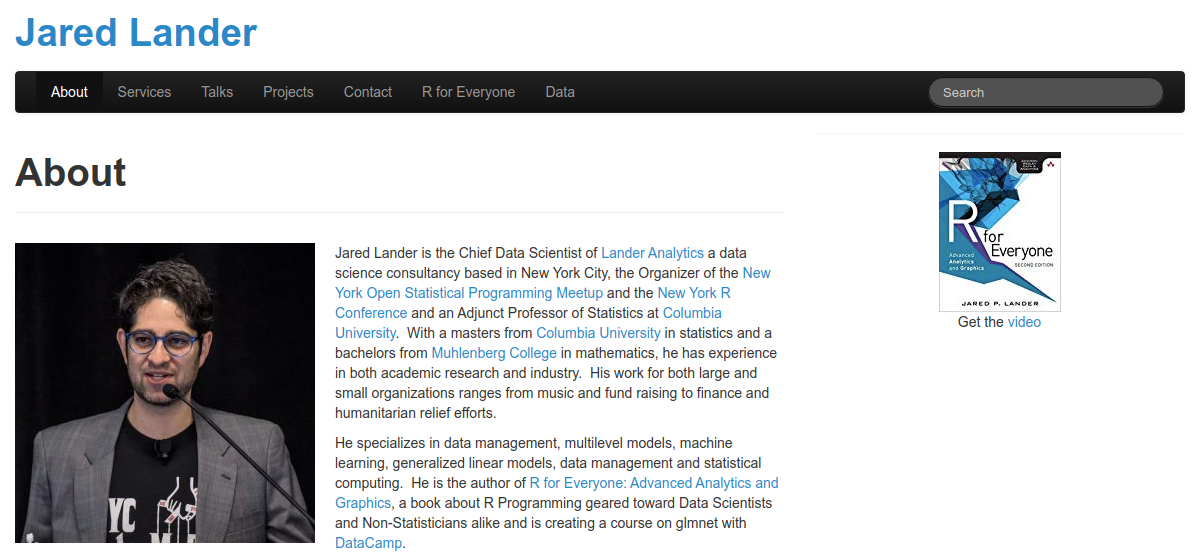 Jared Lander
About Services Talks Projects Contact R for Everyone Data Search
About
Jared Lander is the Chief Data Scientist of Lander Analytics a data
science consultancy based in New York City, the Organizer of the New
York Open Statistical Programming Meetup and the New York R
Conference and an Adjunct Professor of Statistics at Columbia
University.  With a masters from Columbia University in statistics and a
bachelors from Muhlenberg College in mathematics, he has experience
in both academic research and industry.  His work for both large and
small organizations ranges from music and fund raising to finance and
humanitarian relief efforts.
He specializes in data management, multilevel models, machine
learning, generalized linear models, data management and statistical
computing.  He is the author of R for Everyone: Advanced Analytics and
Graphics, a book about R Programming geared toward Data Scientists
and Non-Statisticians alike and is creating a course on glmnet with
DataCamp.
YC
R for
Everyone
Advanced
Analytics
and Graphics
SECOND EDITION
JARED P. LANDER
Get the video